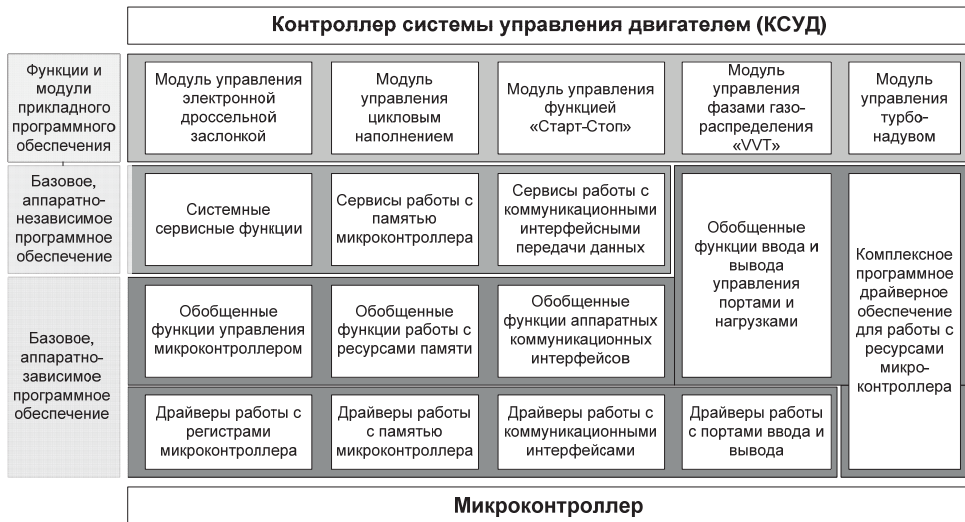 Контроллер системы управления двигателем (КСУД)
Функции и
модули
прикладного
программного
обеспечения
Модуль управления
электронной
дроссельной
заслонкой
Модуль
управления
цикловым
наполнением
Модуль управления
функцией
«Старт-Стоп»
Модуль
управления
фазами газо-
распределения
«VVT»
Модуль
управления
турбо-
надувом
Базовое,
аппаратно-
независимое
программное
обеспечение
Системные
сервисные функции
Сервисы работы с
памятью
микроконтроллера
Сервисы работы с
коммуникационными
интерфейсными
передачи данных
Обобщенные
функции ввода и
вывода
управления
портами и
нагрузками
Комплексное
программное
драйверное
обеспечение
для работы с
ресурсами
микро-
контроллера
Базовое,
аппаратно-
зависимое
программное
обеспечение
Обобщенные
функции управления
микроконтроллером
Обобщенные
функции работы с
ресурсами памяти
Обобщенные
функции аппаратных
коммуникационных
интерфейсов
Драйверы работы с
регистрами
микроконтроллера
Драйверы работы
с памятью
микроконтроллера
Драйверы работы с
коммуникационными
интерфейсами
Драйверы работы
с портами ввода и
вывода
Микроконтроллер